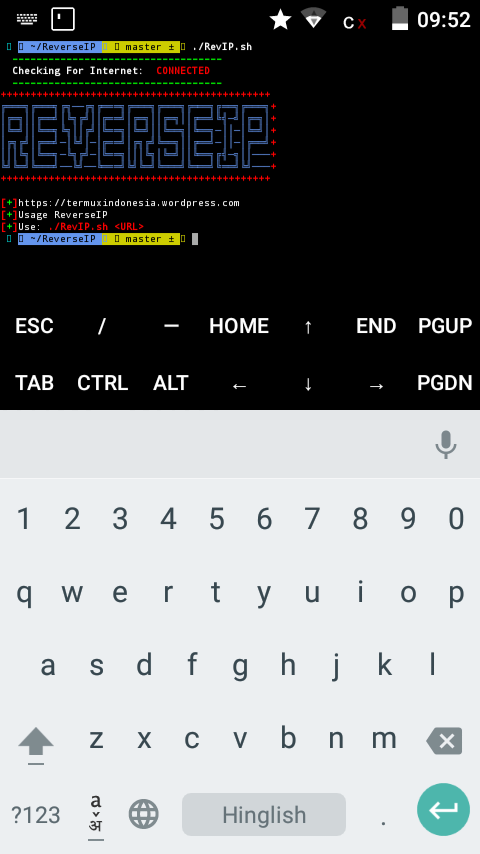 09:52
~/ReverseIP master ± ./RevIP.sh
---------------------------------
Checking For Internet: CONNECTED
---------------------------------
REVERSEIP
[+]https://termuxindonesia.wordpress.com
[+]Usage ReverseIP
[+]Use: ./RevIP.sh <URL>
~/ReverseIP master ±
ESC / — HOME ↑ END PGUP
TAB CTRL ALT ← ↓ → PGDN
1 2 3 4 5 6 7 8 9 0
q w e r t y u i o p
a s d f g h j k l
z x c v b n m
?123 a अ Hinglish .